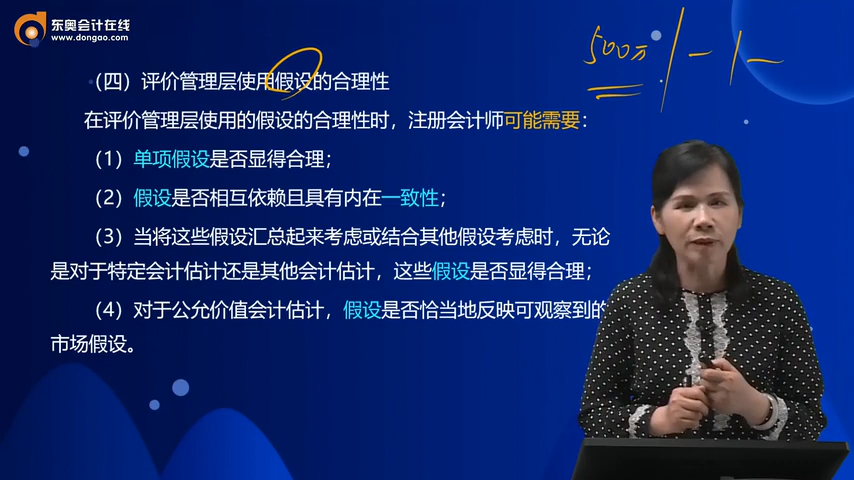 东奥会计在线
www.dongao.com
500万
（四）评价管理层使用假设的合理性
在评价管理层使用的假设的合理性时，注册会计师可能需要：
（1）单项假设是否显得合理；
（2）假设是否相互依赖且具有内在一致性；
（3）当将这些假设汇总起来考虑或结合其他假设考虑时，无论
是对于特定会计估计还是其他会计估计，这些假设是否显得合理；
（4）对于公允价值会计估计，假设是否恰当地反映可观察到的
市场假设。